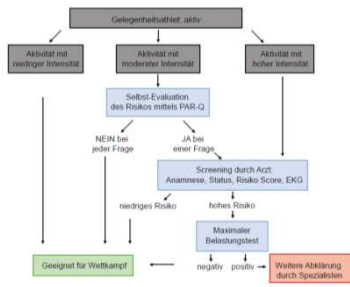 Gelegenheitsathlet: aktiv
Aktivität mit
niedriger Intensität
Aktivität mit
moderater Intensität
Aktivität mit
hoher Intensität
Selbst-Evaluation
des Risikos mittels PAR-Q
NEIN bei
jeder Frage
JA bei
einer Frage
Screening durch Arzt:
Anamnese, Status, Risiko Score, EKG
niedriges Risiko
hohes Risiko
Maximaler
Belastungstest
Geeignet für Wettkampf
negativ
positiv
Weitere Abklärung
durch Spezialisten